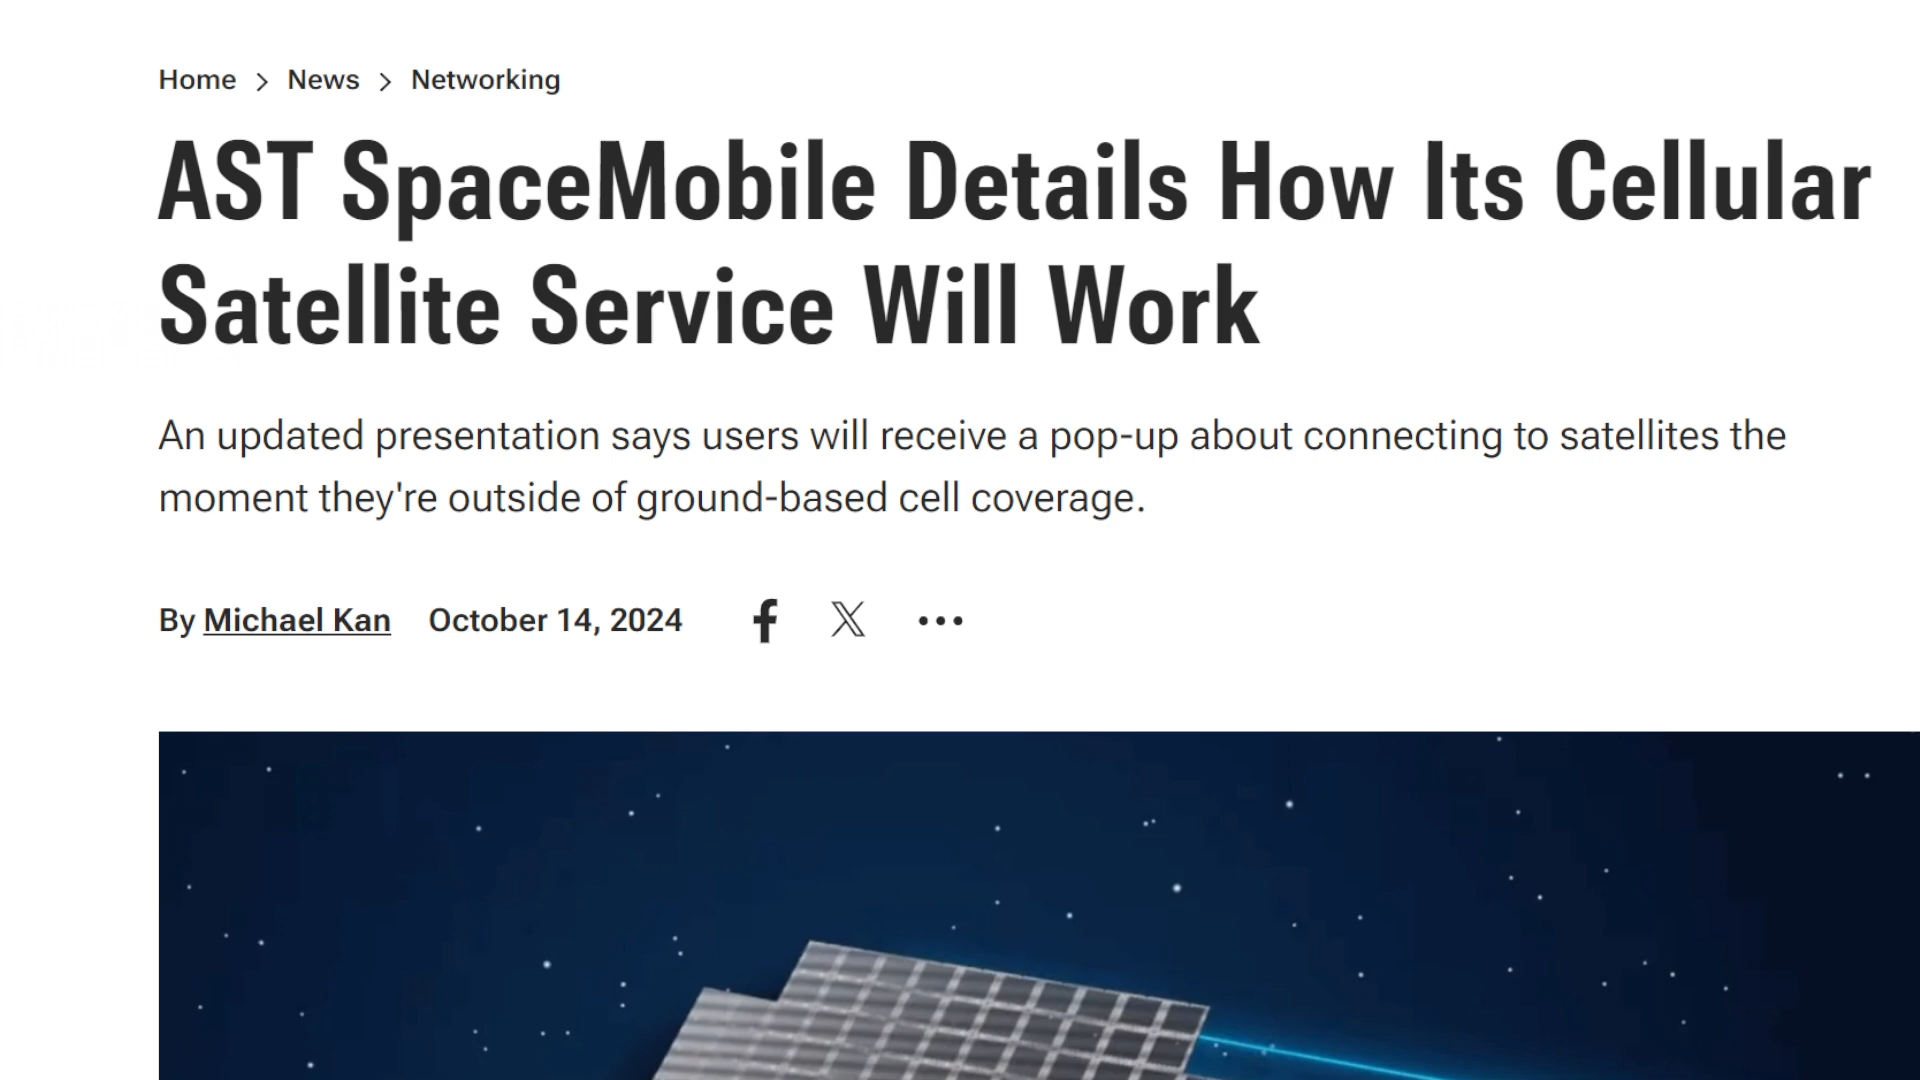 Home > News > Networking
AST SpaceMobile Details How Its Cellular
Satellite Service Will Work
An updated presentation says users will receive a pop-up about connecting to satellites the
moment they're outside of ground-based cell coverage.
By Michael Kan October 14, 2024